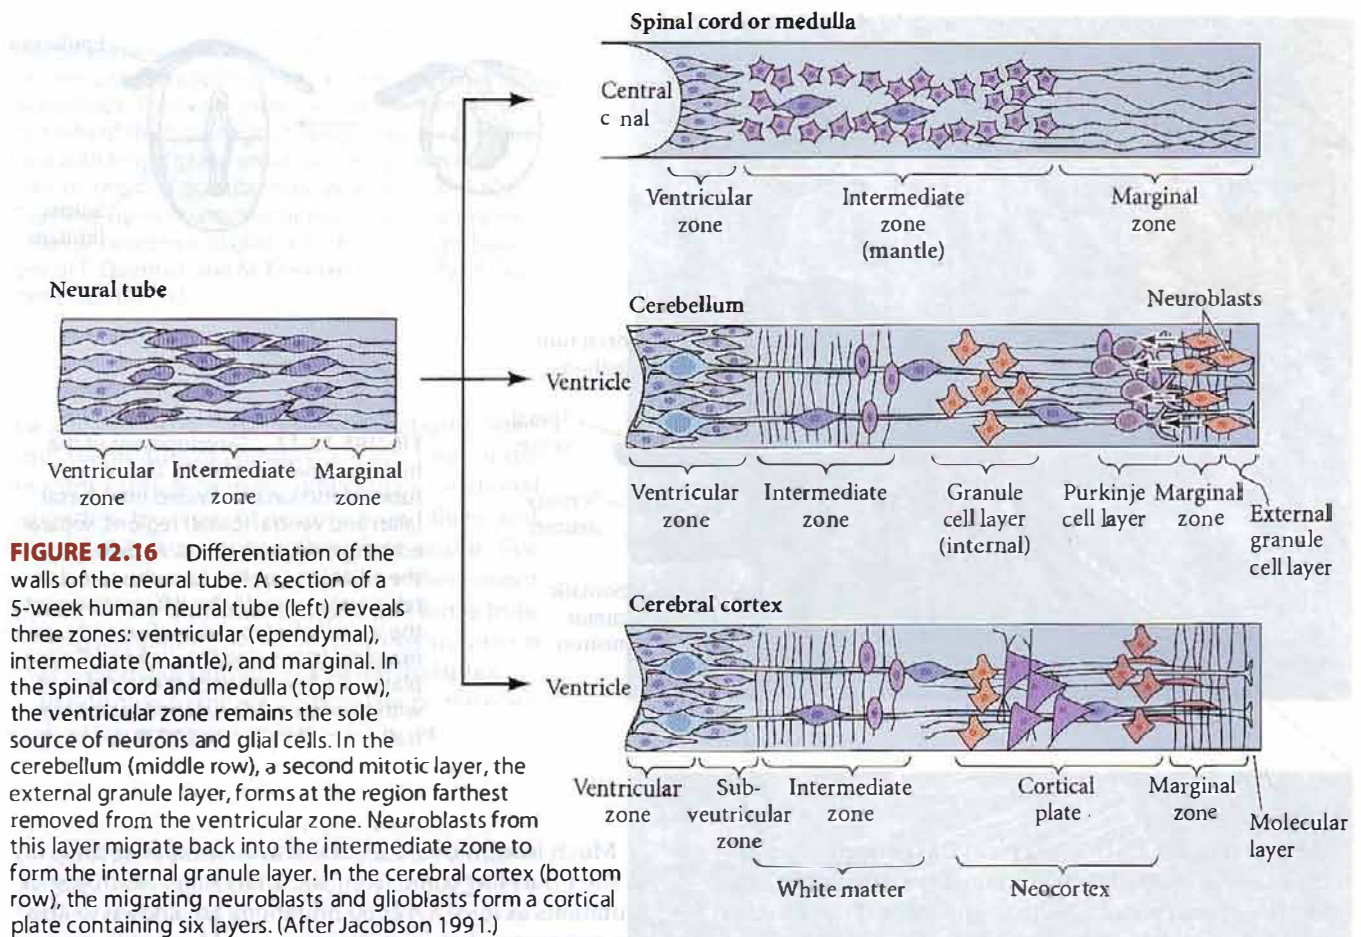 Spinal cord or medulla
Central
c nal
Ventricular
zone
Intermediate
zone
(mantle)
Marginal
zone
Neural tube
Ventricular
zone
Intermediate
zone
Marginal
zone
Cerebellum
Neuroblasts
Ventricle
Ventricular
zone
Intermediate
zone
Granule
cell layer
(internal)
Purkinje
cell layer
Marginal
zone
External
granule
cell layer
Cerebral cortex
Ventricle
Ventricular
zone
Sub-
veutricular
zone
Intermediate
zone
Cortical
plate
Marginal
zone
Molecular
layer
White matter
Neocortex
FIGURE 12.16 Differentiation of the
walls of the neural tube. A section of a
5-week human neural tube (left) reveals
three zones: ventricular (ependymal),
intermediate (mantle), and marginal. In
the spinal cord and medulla (top row),
the ventricular zone remains the sole
source of neurons and glial cells. In the
cerebellum (middle row), a second mitotic layer, the
external granule layer, forms at the region farthest
removed from the ventricular zone. Neuroblasts from
this layer migrate back into the intermediate zone to
form the internal granule layer. In the cerebral cortex (bottom
row), the migrating neuroblasts and glioblasts form a cortical
plate containing six layers. (After Jacobson 1991.)